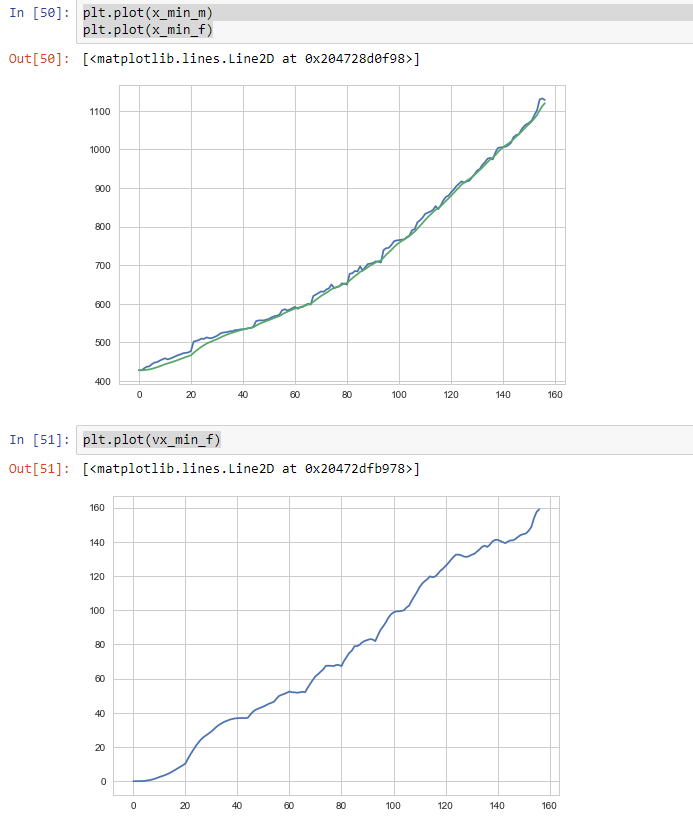 In [50]: plt.plot(x_min_m)
plt.plot(x_min_f)
Out[50]: [<matplotlib.lines.Line2D at 0x204728d0f98>]
1100
1000
900
800
700
600
500
400
0 20 40 60 80 100 120 140 160
In [51]: plt.plot(vx_min_f)
Out[51]: [<matplotlib.lines.Line2D at 0x20472dfb978>]
160
140
120
100
80
60
40
20
0
0 20 40 60 80 100 120 140 160